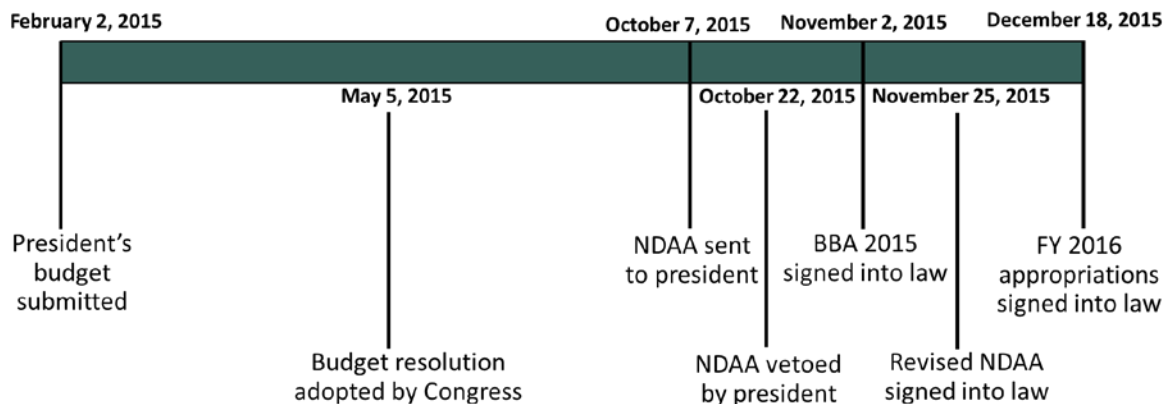 February 2, 2015
October 7, 2015
November 2, 2015
December 18, 2015
May 5, 2015
October 22, 2015
November 25, 2015
President’s
budget
submitted
NDAA sent
to president
BBA 2015
signed into law
FY 2016
appropriations
signed into law
Budget resolution
adopted by Congress
NDAA vetoed
by president
Revised NDAA
signed into law